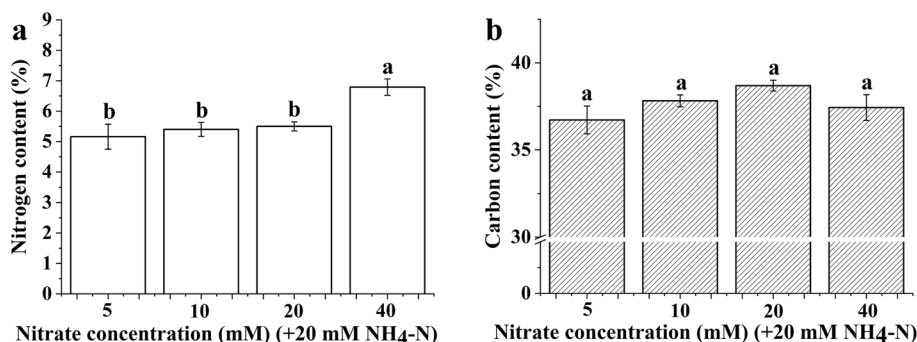 a
Nitrogen content (%)
9
8
7
6
5
4
3
2
1
0
b
b
b
a
5
10
20
40
Nitrate concentration (mM) (+20 mM NH4-N)
b
Carbon content (%)
40
35
30
0
a
a
a
a
5
10
20
40
Nitrate concentration (mM) (+20 mM NH4-N)